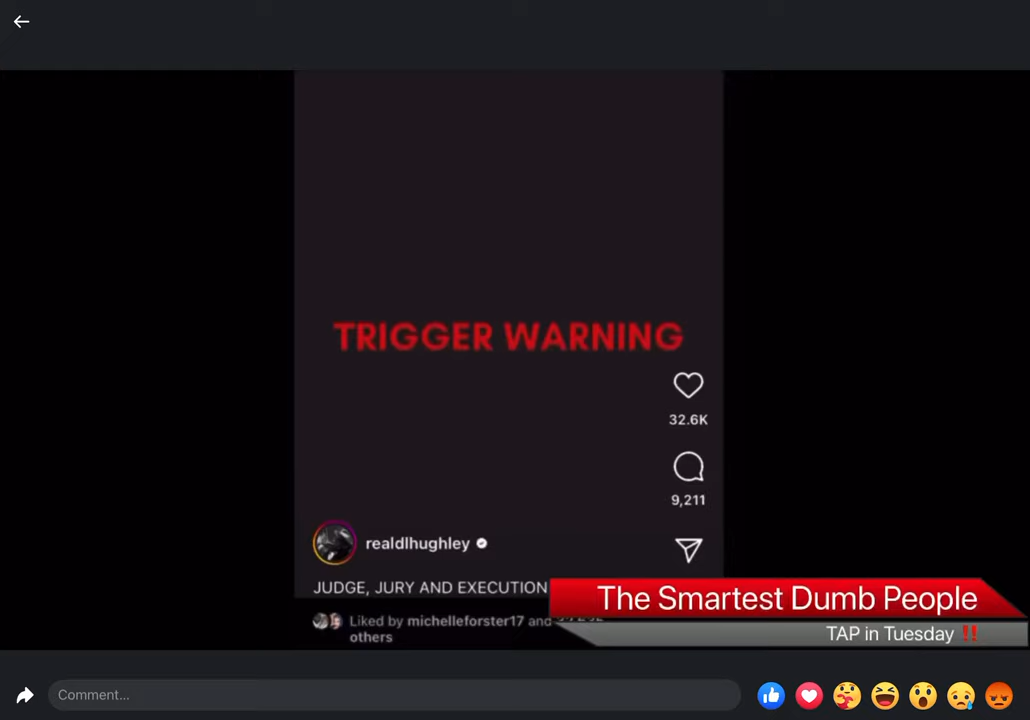 TRIGGER WARNING
32.6K
9,211
realdlhughley
JUDGE, JURY AND EXECUTION
The Smartest Dumb People
Liked by michelleforster17 and
others
TAP in Tuesday ‼️
Comment...